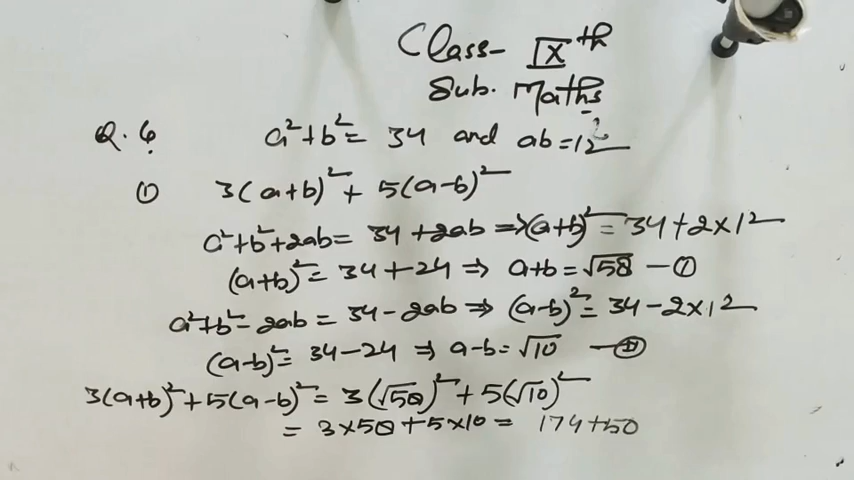 Class- IXth
Sub. Maths
Q. 6 a²+b²= 34 and ab=12
① 3(a+b)²+ 5(a-b)²
a²+b²+2ab= 34+2ab ⇒(a+b)²=34+2×12
(a+b)²= 34+24 ⇒ a+b=√58 —①
a²+b²-2ab = 34-2ab ⇒ (a-b)²= 34-2×12
(a-b)²= 34-24 ⇒ a-b=√10 —②
3(a+b)²+5(a-b)²= 3(√58)²+5(√10)²
= 3×58+5×10= 174+50